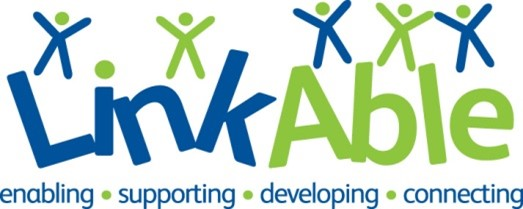 LinkAble
enabling • supporting • developing • connecting